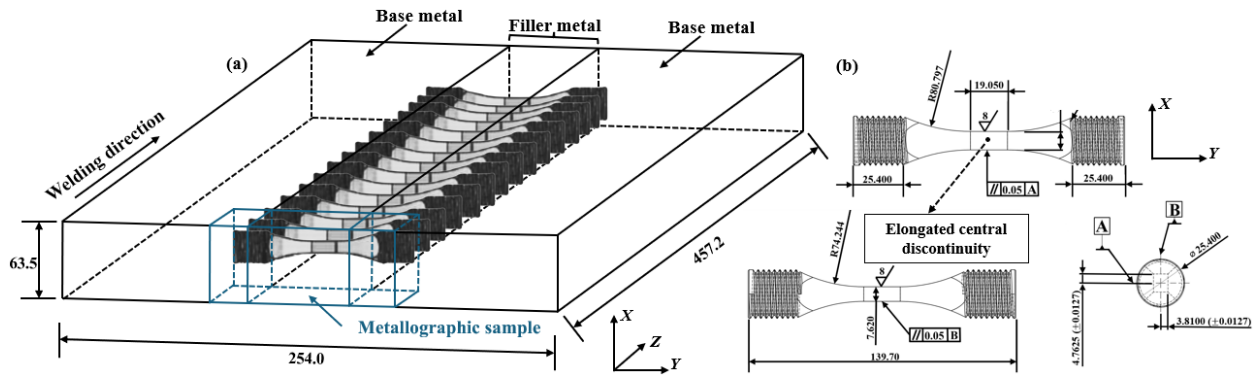 Base metal
Filler metal
Base metal
(a)
Welding direction
63.5
254.0
457.2
Metallographic sample
X
Z
Y
(b)
R80.797
19.050
8
// 0.05 A
25.400
25.400
X
Y
Elongated central
discontinuity
R74.244
8
// 0.05 B
7.620
139.70
B
A
⌀ 25.400
4.7625 (±0.0127)
3.8100 (±0.0127)